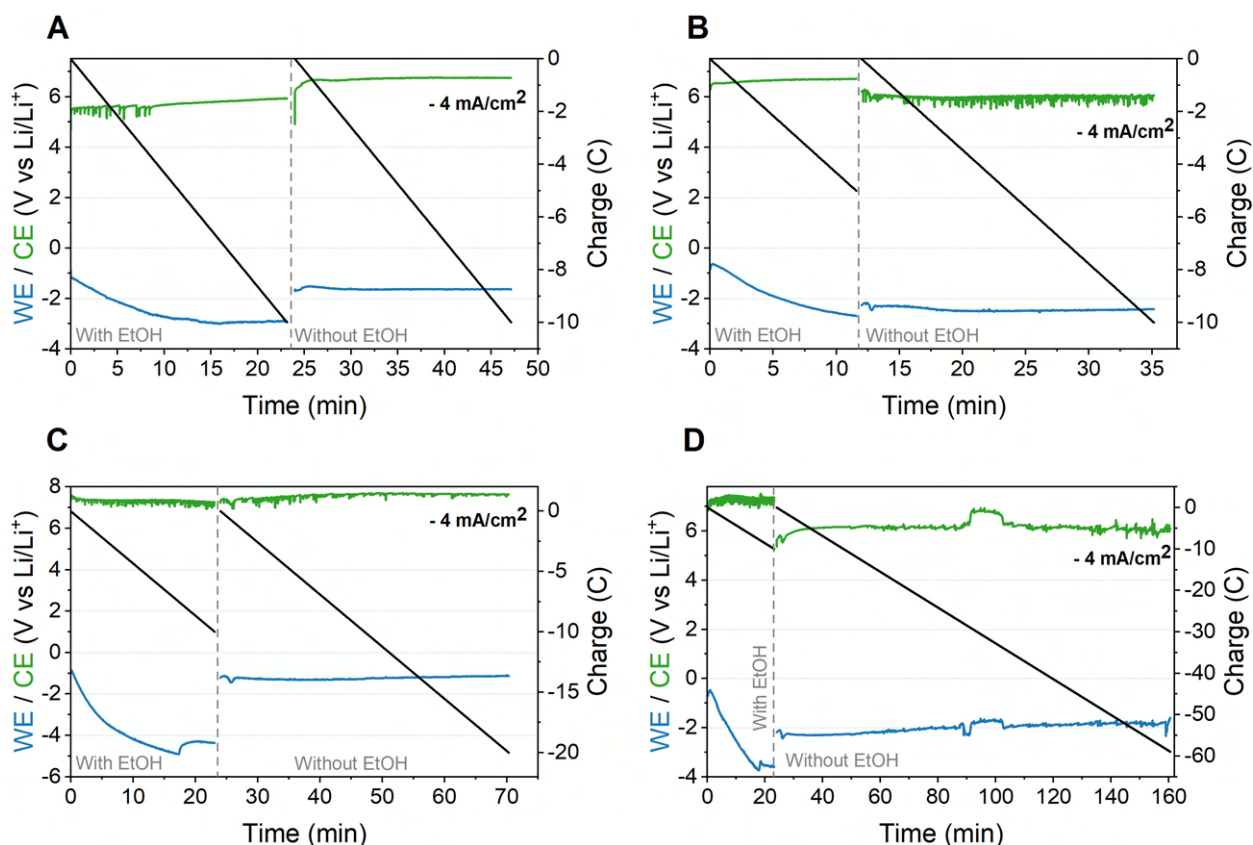 A
WE / CE (V vs Li/Li⁺)
6
4
2
0
-2
-4
- 4 mA/cm²
With EtOH
Without EtOH
0
-2
-4
-6
-8
-10
Charge (C)
0 5 10 15 20 25 30 35 40 45 50
Time (min)
B
WE / CE (V vs Li/Li⁺)
6
4
2
0
-2
-4
- 4 mA/cm²
With EtOH
Without EtOH
0
-2
-4
-6
-8
-10
Charge (C)
0 5 10 15 20 25 30 35
Time (min)
C
WE / CE (V vs Li/Li⁺)
8
6
4
2
0
-2
-4
-6
- 4 mA/cm²
With EtOH
Without EtOH
0
-5
-10
-15
-20
Charge (C)
0 10 20 30 40 50 60 70
Time (min)
D
WE / CE (V vs Li/Li⁺)
6
4
2
0
-2
-4
- 4 mA/cm²
With EtOH
Without EtOH
0
-10
-20
-30
-40
-50
-60
Charge (C)
0 20 40 60 80 100 120 140 160
Time (min)